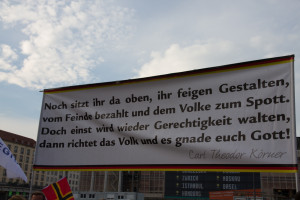 Noch sitzt ihr da oben, ihr feigen Gestalten,
vom Feinde bezahlt und dem Volke zum Spott.
Doch einst wird wieder Gerechtigkeit walten,
dann richtet das Volk und es gnade euch Gott!
Carl Theodor Körner
ISTANBUL